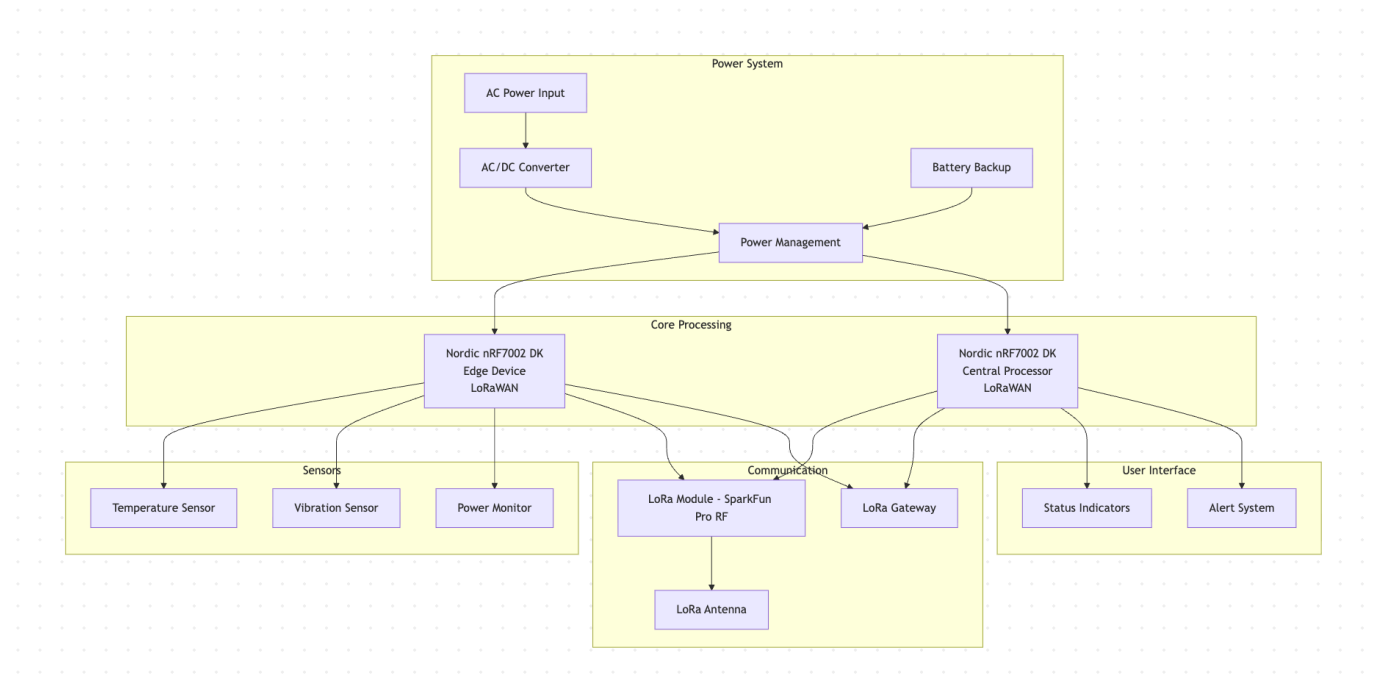 Power System
AC Power Input
AC/DC Converter
Battery Backup
Power Management
Core Processing
Nordic nRF7002 DK
Edge Device
LoRaWAN
Nordic nRF7002 DK
Central Processor
LoRaWAN
Sensors
Temperature Sensor
Vibration Sensor
Power Monitor
Communication
LoRa Module - SparkFun
Pro RF
LoRa Gateway
LoRa Antenna
User Interface
Status Indicators
Alert System